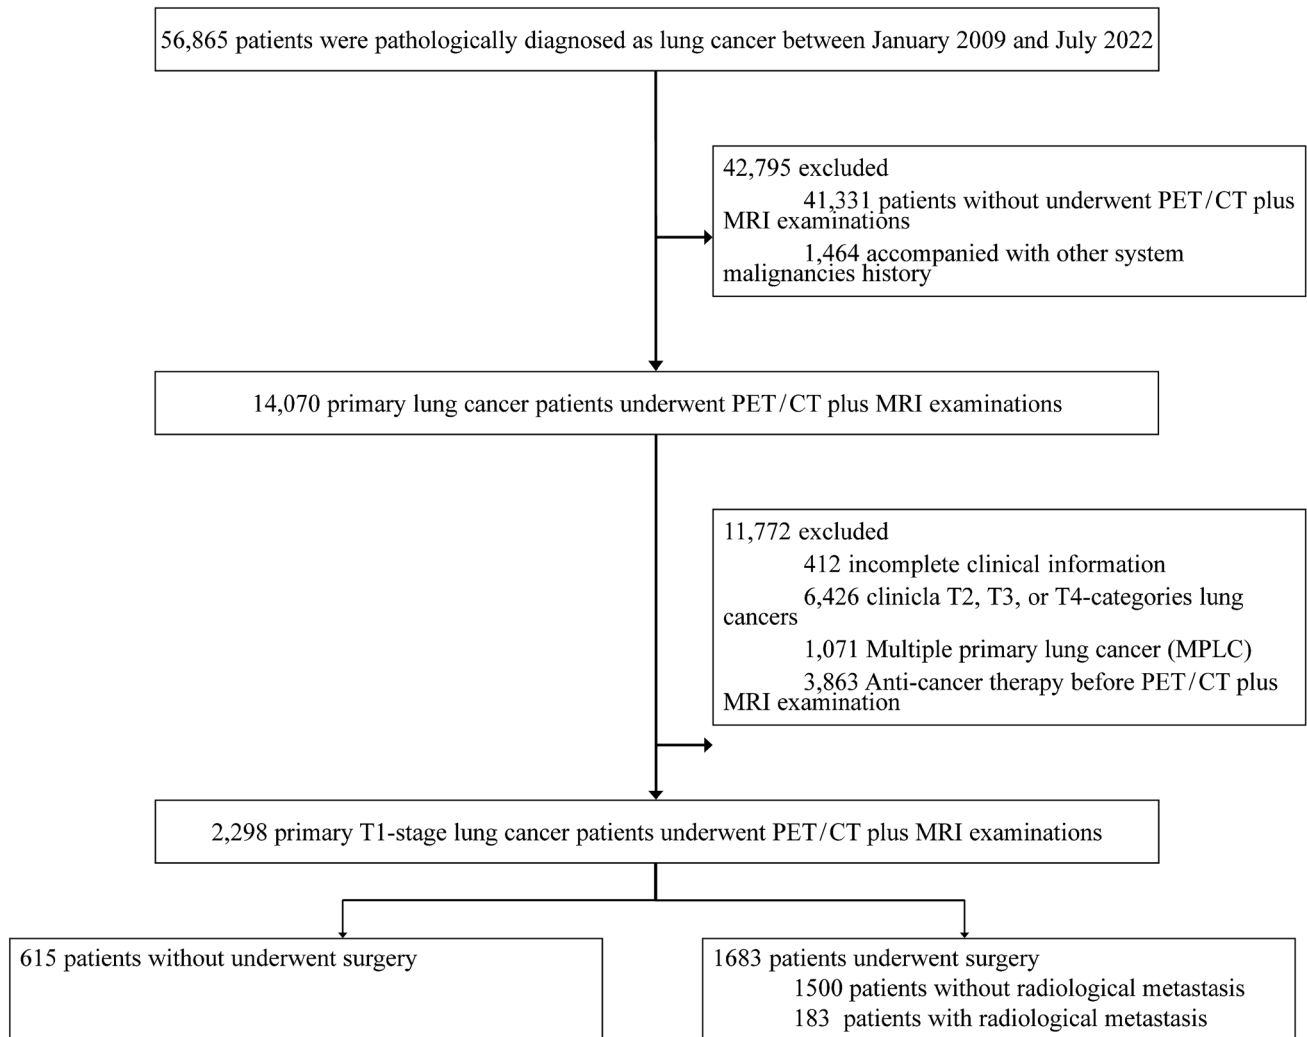 56,865 patients were pathologically diagnosed as lung cancer between January 2009 and July 2022
42,795 excluded
41,331 patients without underwent PET/CT plus
MRI examinations
1,464 accompanied with other system
malignancies history
14,070 primary lung cancer patients underwent PET/CT plus MRI examinations
11,772 excluded
412 incomplete clinical information
6,426 clinicla T2, T3, or T4-categories lung
cancers
1,071 Multiple primary lung cancer (MPLC)
3,863 Anti-cancer therapy before PET/CT plus
MRI examination
2,298 primary T1-stage lung cancer patients underwent PET/CT plus MRI examinations
615 patients without underwent surgery
1683 patients underwent surgery
1500 patients without radiological metastasis
183 patients with radiological metastasis